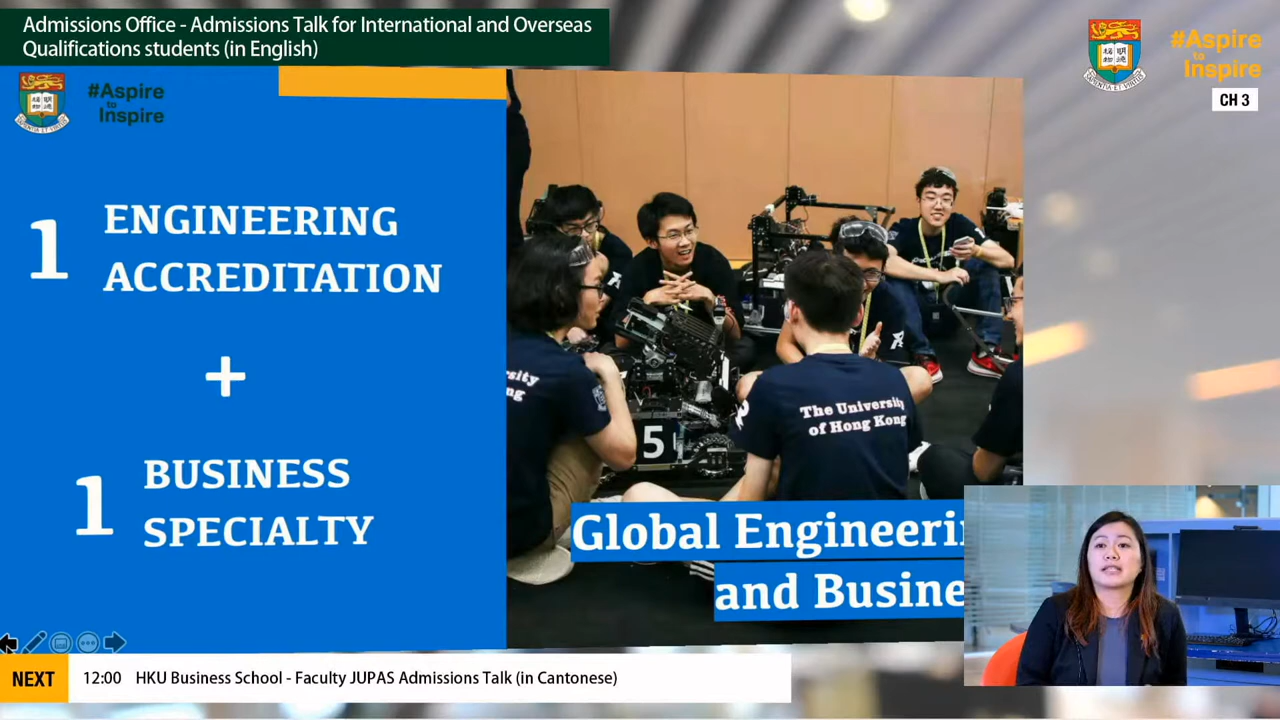 Admissions Office - Admissions Talk for International and Overseas
Qualifications students (in English)
#Aspire
to
Inspire
CH 3
#Aspire
to
Inspire
1 ENGINEERING
ACCREDITATION
+
1 BUSINESS
SPECIALTY
The University
of Hong Kong
5
Global Engineeri
and Busine
NEXT 12:00 HKU Business School - Faculty JUPAS Admissions Talk (in Cantonese)